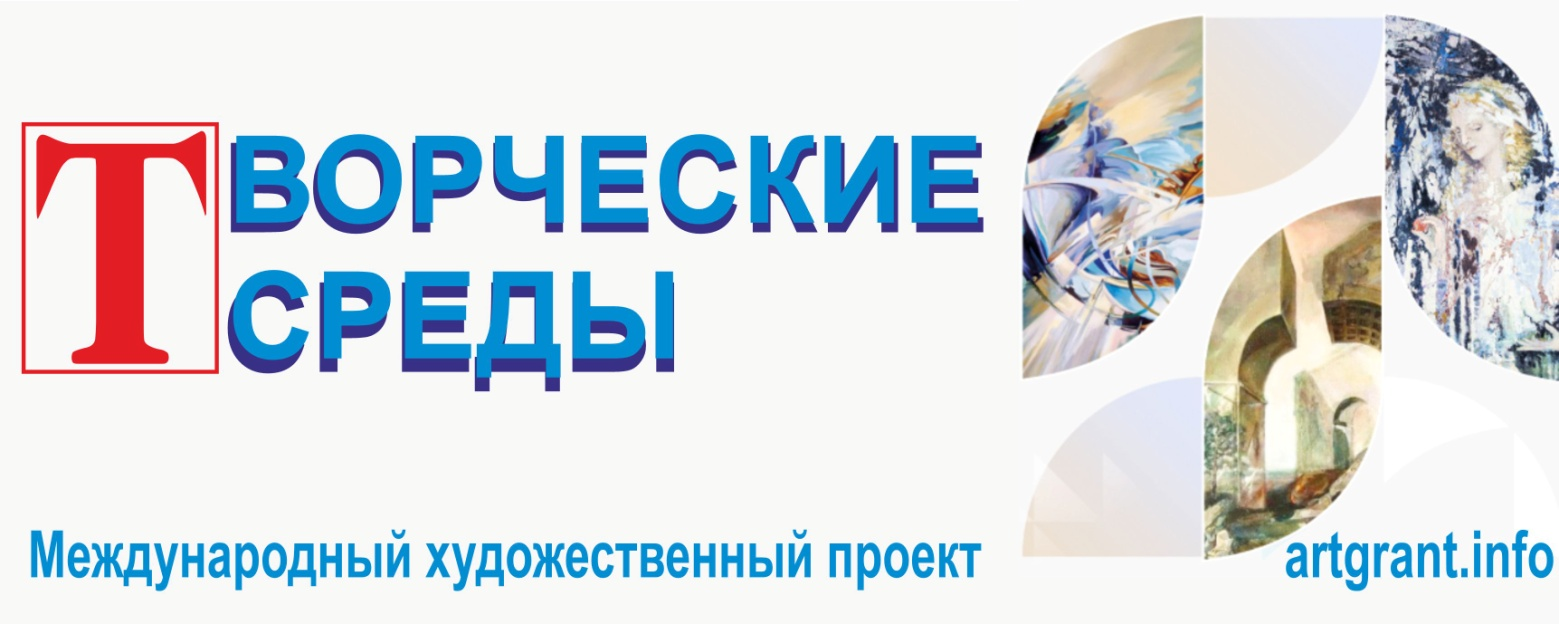 ТВОРЧЕСКИЕ
СРЕДЫ
Международный художественный проект
artgrant.info